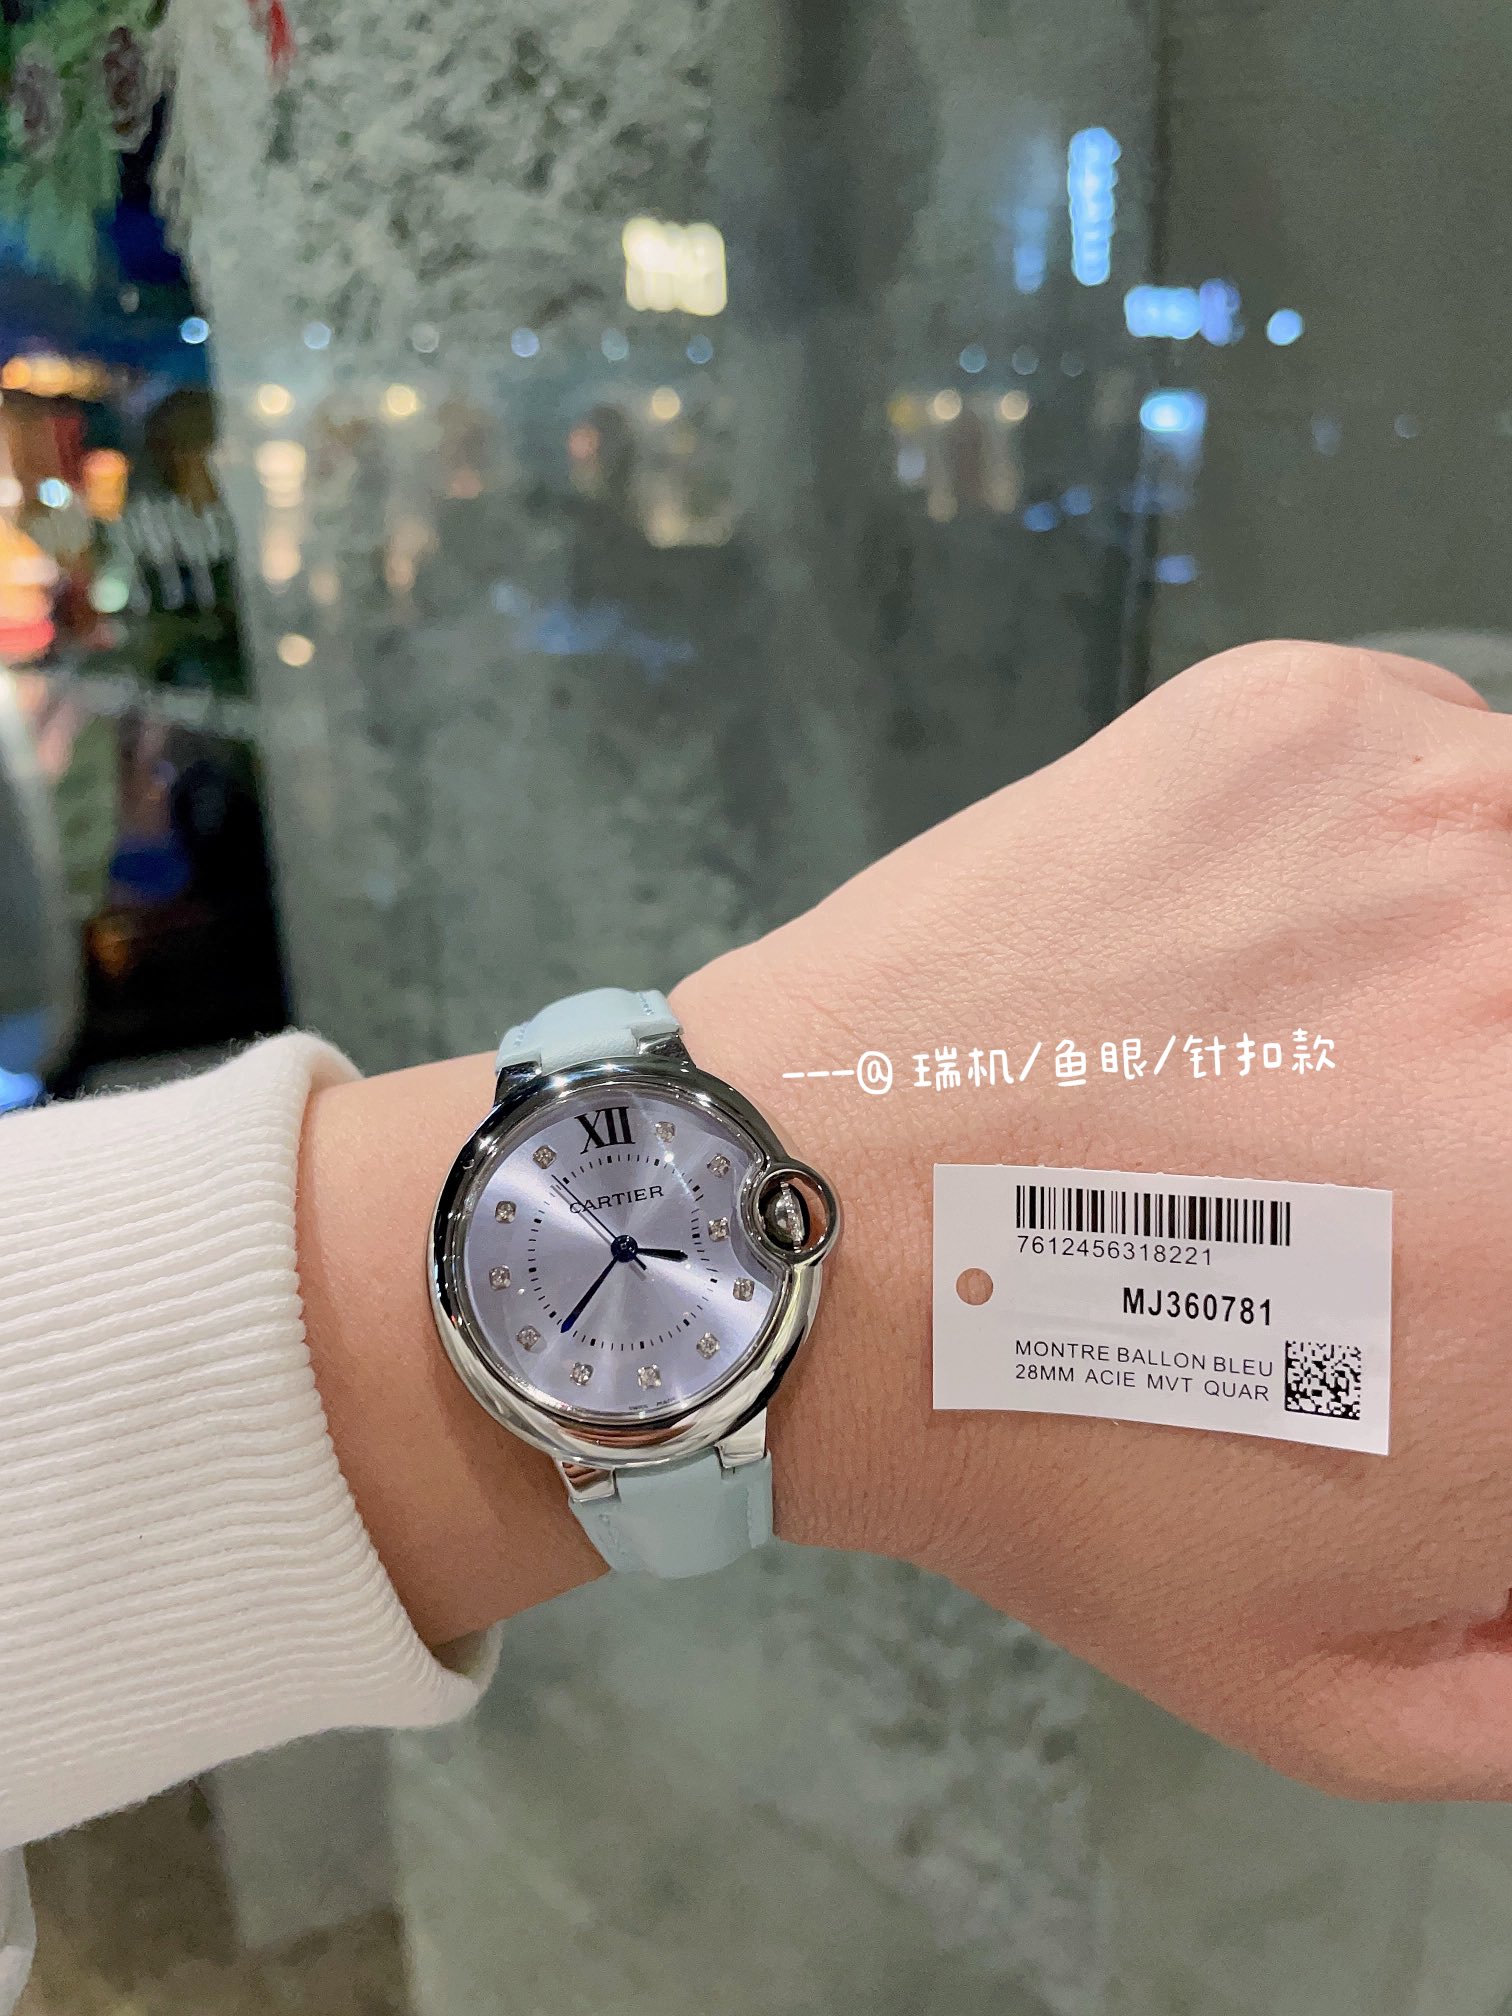 ---@ 瑞机/鱼眼/针扣款
XII
CARTIER
7612456318221
MJ360781
MONTRE BALLON BLEU
28MM ACIE MVT QUAR